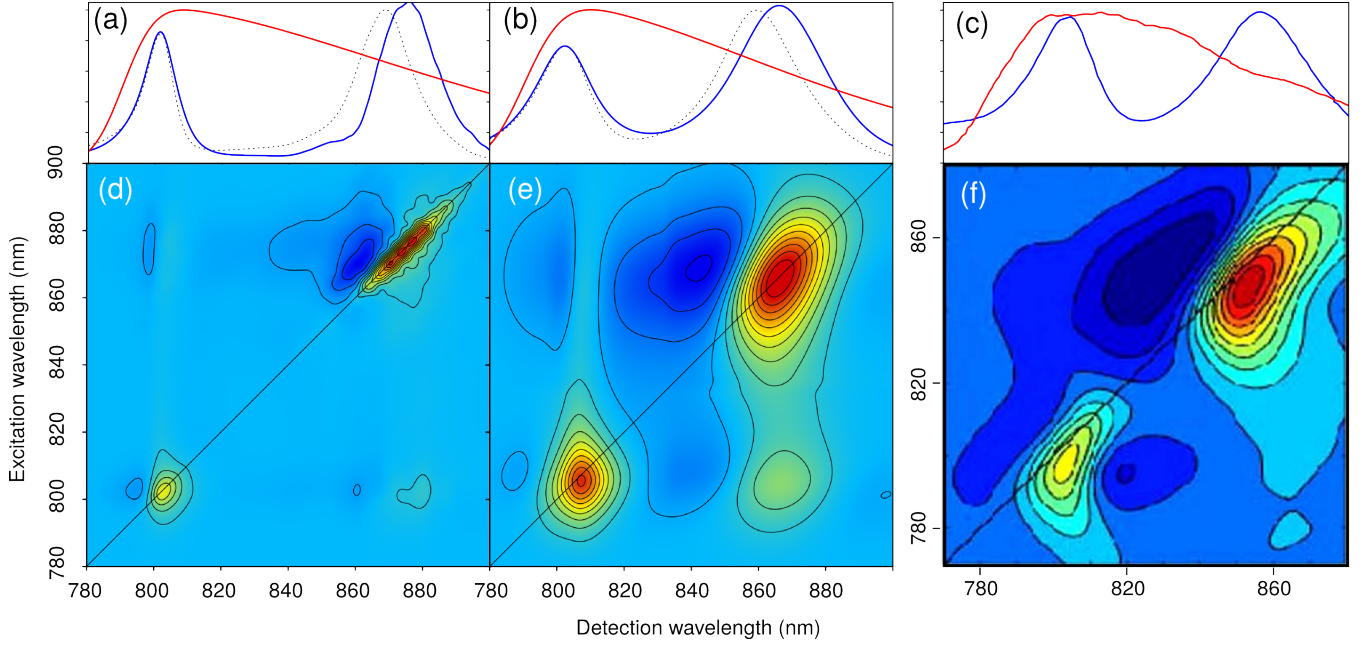 (a) (b) (c)
(d) (e) (f)
Excitation wavelength (nm)
900
880
860
840
820
800
780
860
820
780
780 800 820 840 860 780 800 820 840 860 880
780 820 860
Detection wavelength (nm)